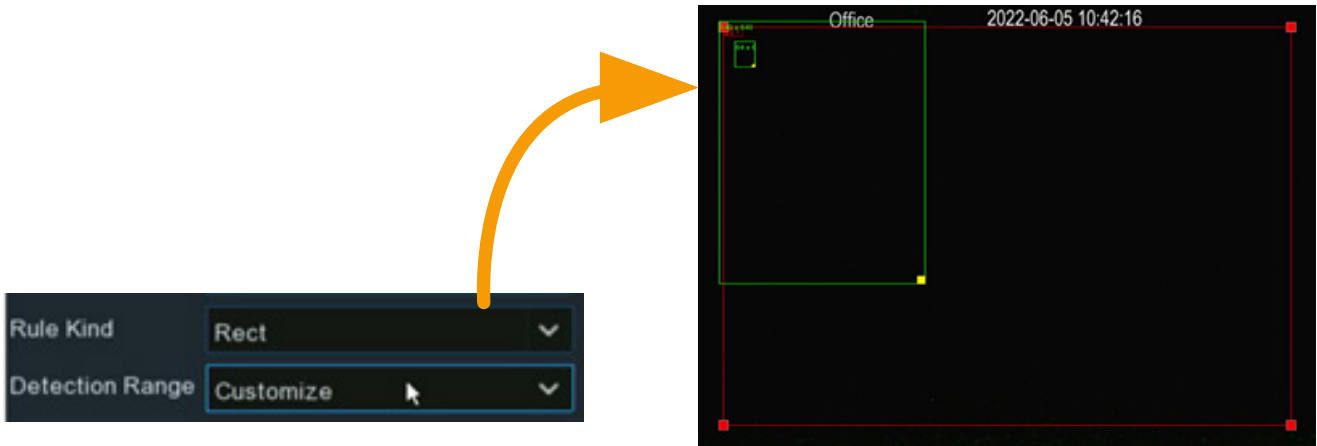 Office 2022-06-05 10:42:16
Rule Kind Rect
Detection Range Customize